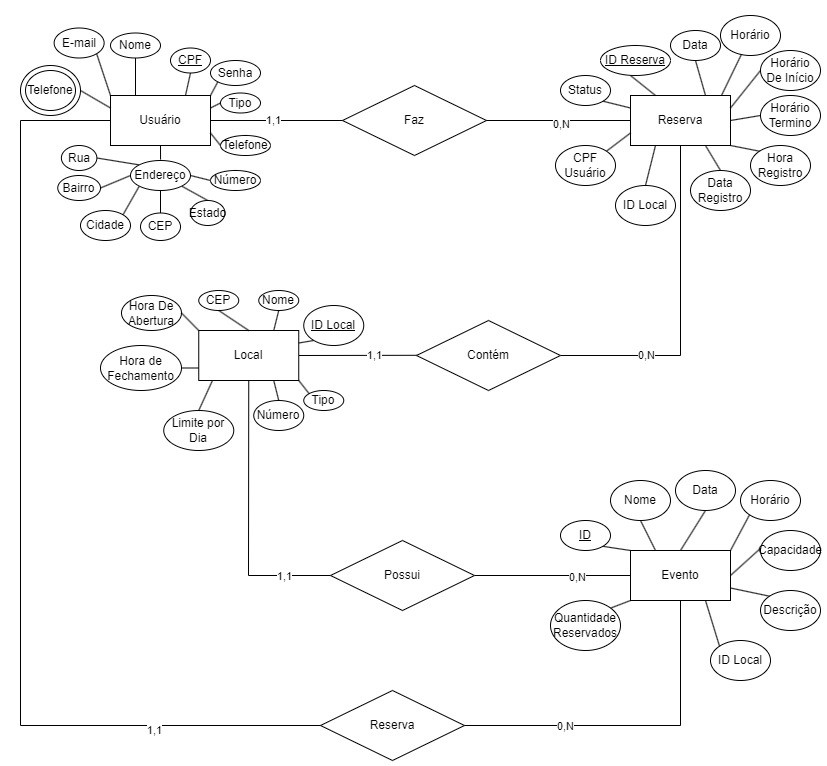 E-mail
Nome
CPF
Senha
Telefone
Tipo
Usuário
Telefone
Rua
Endereço
Número
Bairro
Estado
Cidade
CEP
1,1
Faz
0,N
ID Reserva
Data
Horário
Horário
De Início
Status
Horário
Termino
Reserva
CPF
Usuário
Hora
Registro
Data
Registro
ID Local
Hora De
Abertura
CEP
Nome
ID Local
Local
Hora de
Fechamento
Limite por
Dia
Número
Tipo
1,1
Contém
0,N
1,1
Possui
0,N
Nome
Data
Horário
ID
Capacidade
Evento
Descrição
Quantidade
Reservados
ID Local
1,1
Reserva
0,N